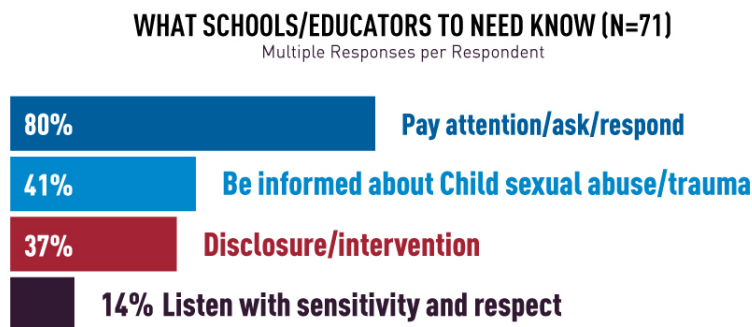 WHAT SCHOOLS/EDUCATORS TO NEED KNOW (N=71)
Multiple Responses per Respondent
80% Pay attention/ask/respond
41% Be informed about Child sexual abuse/trauma
37% Disclosure/intervention
14% Listen with sensitivity and respect